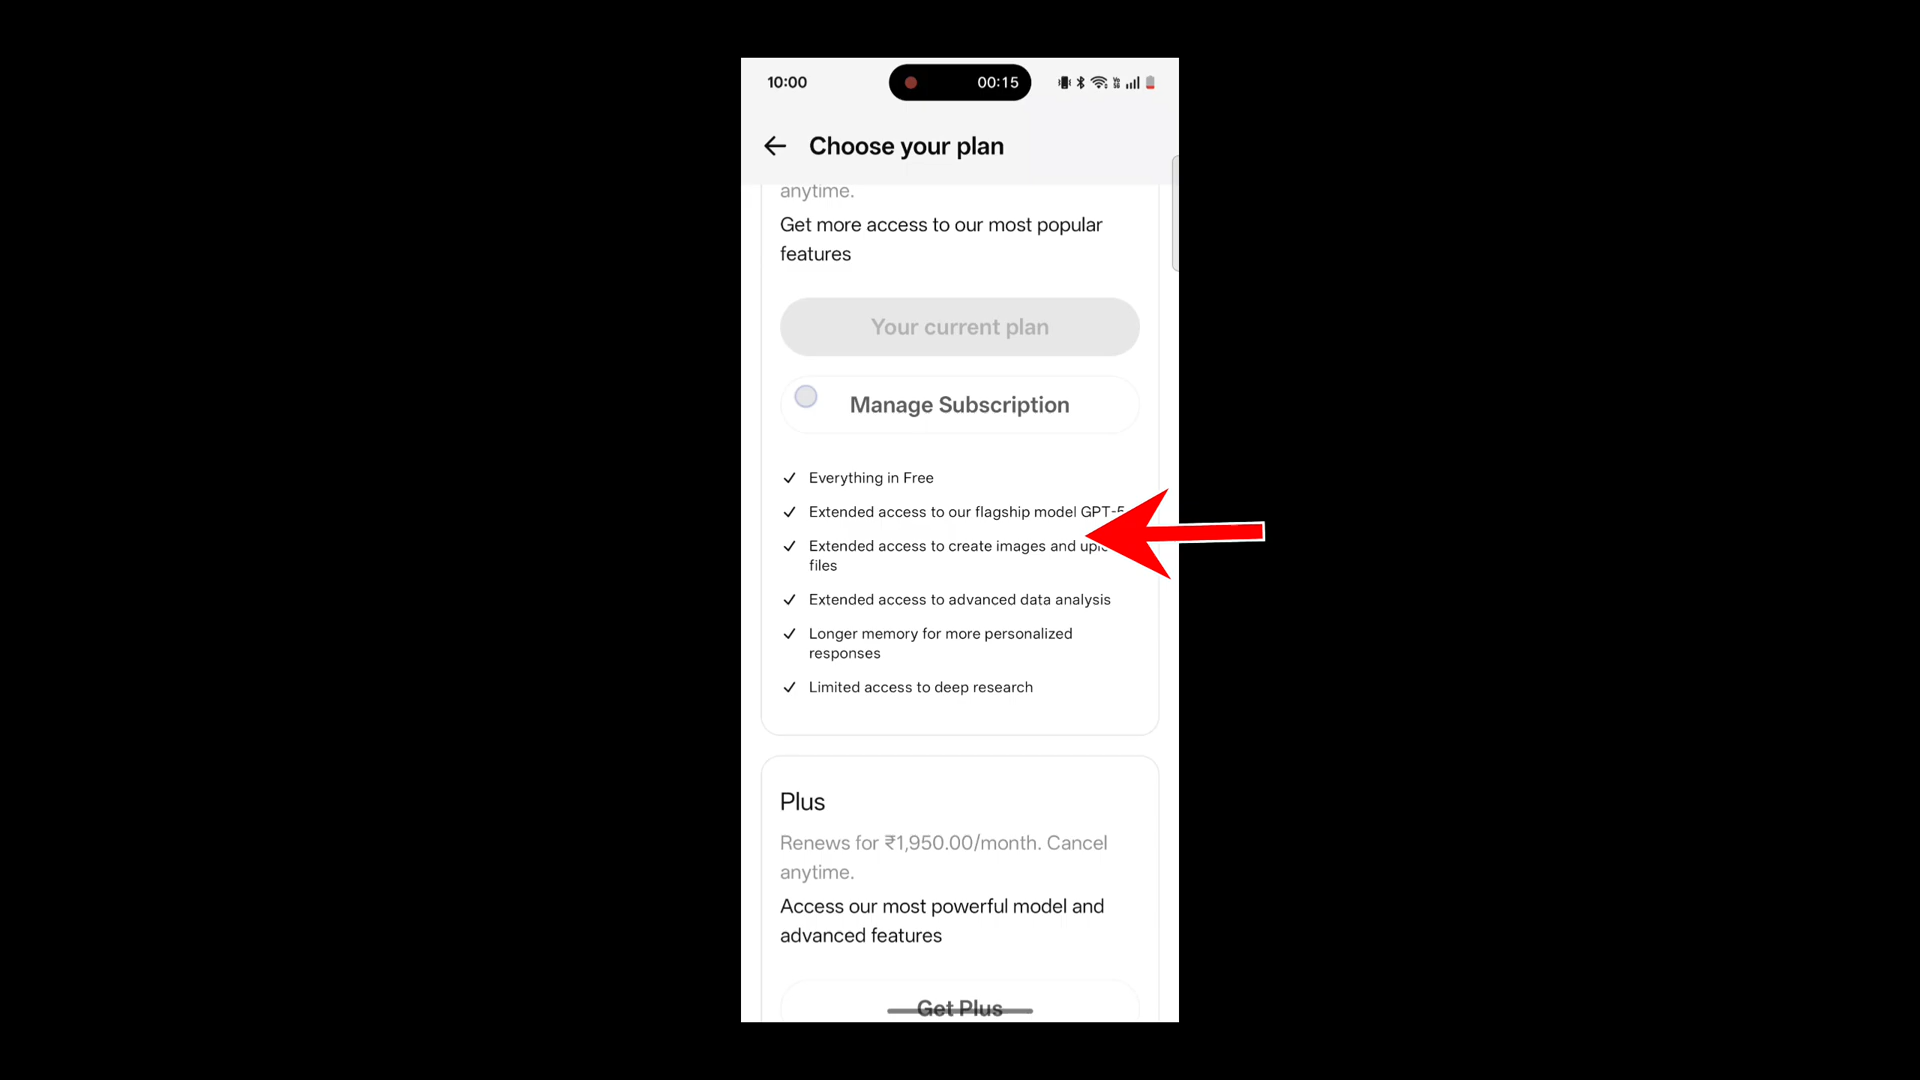 10:00
00:15
Choose your plan
anytime.
Get more access to our most popular
features
Your current plan
Manage Subscription
Everything in Free
Extended access to our flagship model GPT-5
Extended access to create images and
files
Extended access to advanced data analysis
Longer memory for more personalized
responses
Limited access to deep research
Plus
Renews for ₹1,950.00/month. Cancel
anytime.
Access our most powerful model and
advanced features
Get Plus